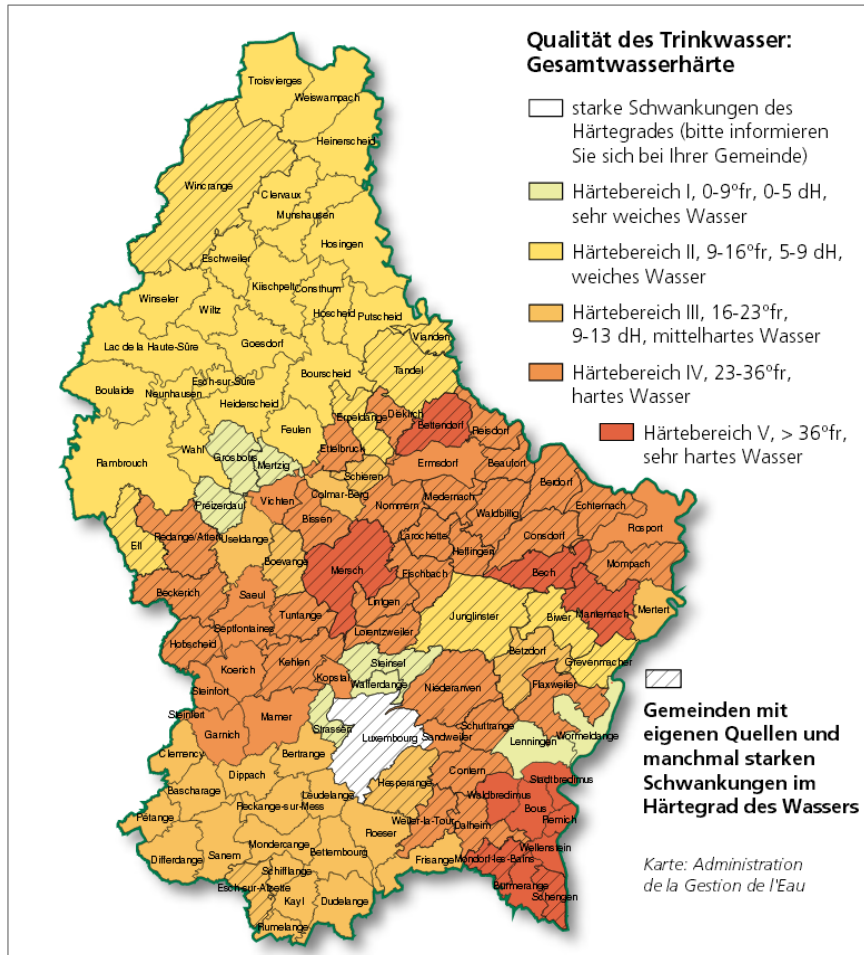 Qualität des Trinkwasser:
Gesamtwasserhärte
starke Schwankungen des
Härtegrades (bitte informieren
Sie sich bei Ihrer Gemeinde)
Härtebereich I, 0-9°fr, 0-5 dH,
sehr weiches Wasser
Härtebereich II, 9-16°fr, 5-9 dH,
weiches Wasser
Härtebereich III, 16-23°fr,
9-13 dH, mittelhartes Wasser
Härtebereich IV, 23-36°fr,
hartes Wasser
Härtebereich V, > 36°fr,
sehr hartes Wasser
Gemeinden mit
eigenen Quellen und
manchmal starken
Schwankungen im
Härtegrad des Wassers
Karte: Administration
de la Gestion de l'Eau
Troisvierges
Weiswampach
Heinerscheid
Wincrange
Clervaux
Munshausen
Hosingen
Eschweiler
Kiischpelt
Consthum
Winseler
Wiltz
Hoscheid
Putscheid
Vianden
Goesdorf
Lac de la Haute-Sûre
Tandel
Bourscheid
Esch-sur-Sûre
Boulaide
Neunhausen
Heiderscheid
Erpeldange
Diekirch
Bettendorf
Reisdorf
Feulen
Ettelbruck
Wahl
Grosbous
Mertzig
Rambrouch
Schieren
Ermsdorf
Beaufort
Berdorf
Préizerdaul
Vichten
Colmar-Berg
Nommern
Medernach
Echternach
Rosport
Bissen
Waldbillig
Consdorf
Redange/Attert
Useldange
Larochette
Heffingen
Mompach
Ell
Boevange
Mersch
Fischbach
Bech
Beckerich
Saeul
Lintgen
Manternach
Mertert
Tuntange
Junglinster
Biwer
Septfontaines
Hobscheid
Lorentzweiler
Betzdorf
Grevenmacher
Koerich
Kehlen
Steinsel
Kopstal
Walferdange
Niederanven
Flaxweiler
Steinfort
Steinfort
Mamer
Strassen
Schuttrange
Wormeldange
Garnich
Luxembourg
Sandweiler
Lenningen
Clemency
Bertrange
Contern
Stadtbredimus
Dippach
Hesperange
Waldbredimus
Bascharage
Leudelange
Bous
Remich
Reckange-sur-Mess
Weiler-la-Tour
Dalheim
Pétange
Roeser
Wellenstein
Mondercange
Bettembourg
Frisange
Mondorf-les-Bains
Differdange
Sanem
Schifflange
Burmerange
Schengen
Esch-sur-Alzette
Kayl
Dudelange
Rumelange